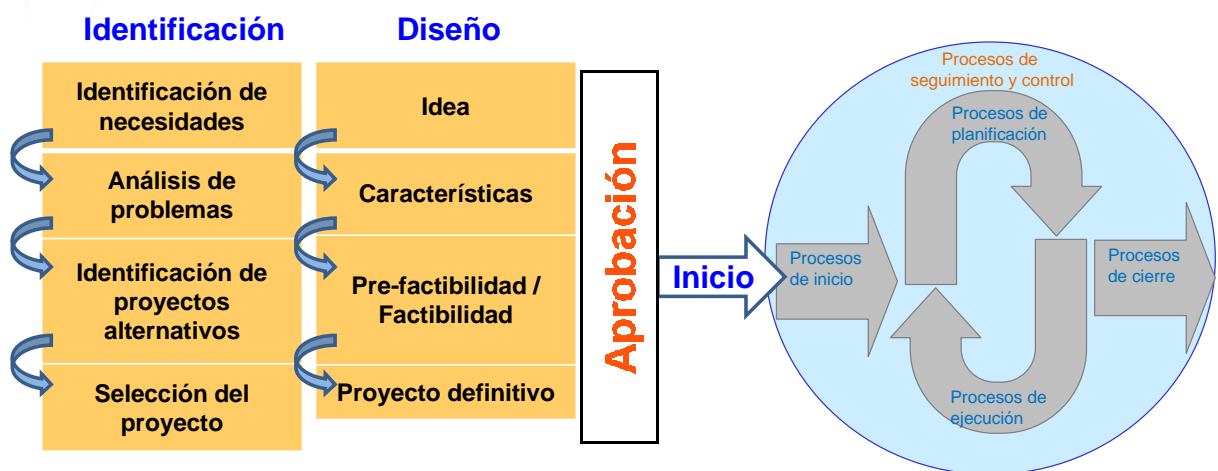 Identificación
Identificación de
necesidades
Análisis de
problemas
Identificación de
proyectos
alternativos
Selección del
proyecto
Diseño
Idea
Característícas
Pre-factibilidad /
Factibilidad
Proyecto definitivo
Aprobación
Inicio
Procesos de
seguimiento y control
Procesos de
planificación
Procesos
de inicio
Procesos
de cierre
Procesos de
ejecución